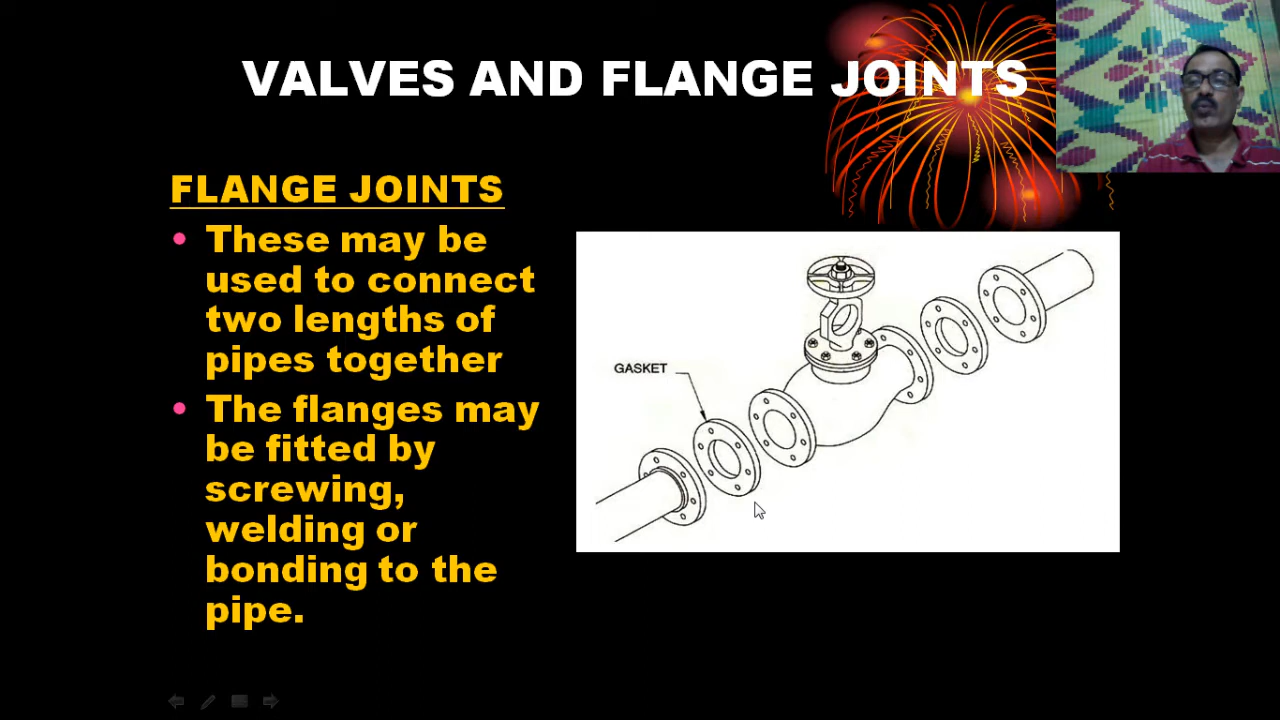 VALVES AND FLANGE JOINTS
FLANGE JOINTS
• These may be
used to connect
two lengths of
pipes together
• The flanges may
be fitted by
screwing,
welding or
bonding to the
pipe.
GASKET